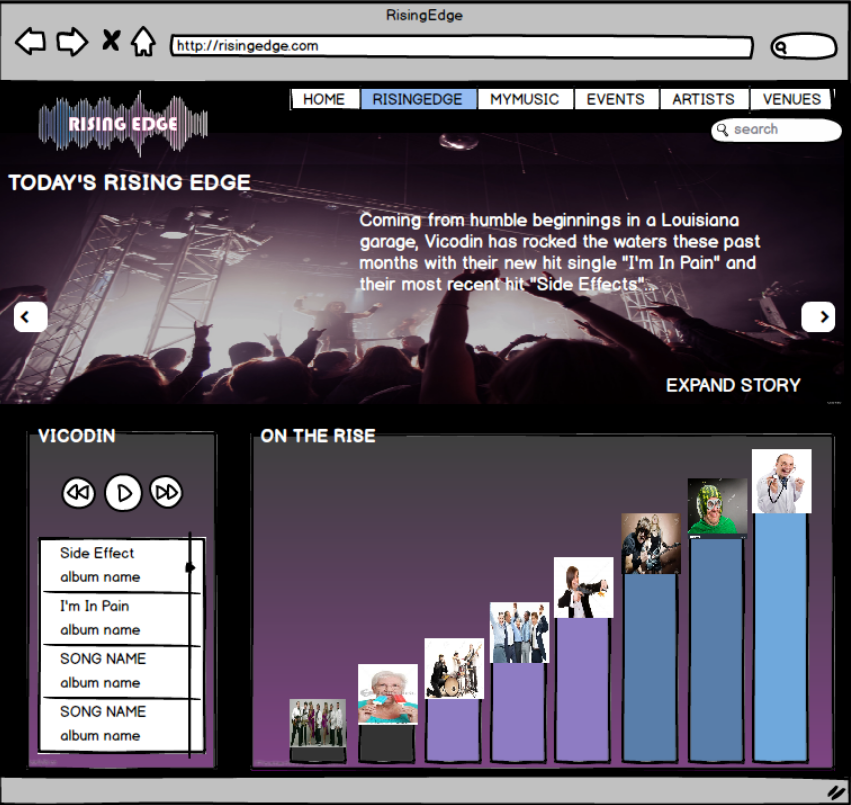 RisingEdge
http://risingedge.com
HOME RISINGEDGE MYMUSIC EVENTS ARTISTS VENUES
RISING EDGE
search
TODAY'S RISING EDGE
Coming from humble beginnings in a Louisiana
garage, Vicodin has rocked the waters these past
months with their new hit single "I'm In Pain" and
their most recent hit "Side Effects"...
EXPAND STORY
VICODIN
ON THE RISE
Side Effect
album name
I'm In Pain
album name
SONG NAME
album name
SONG NAME
album name